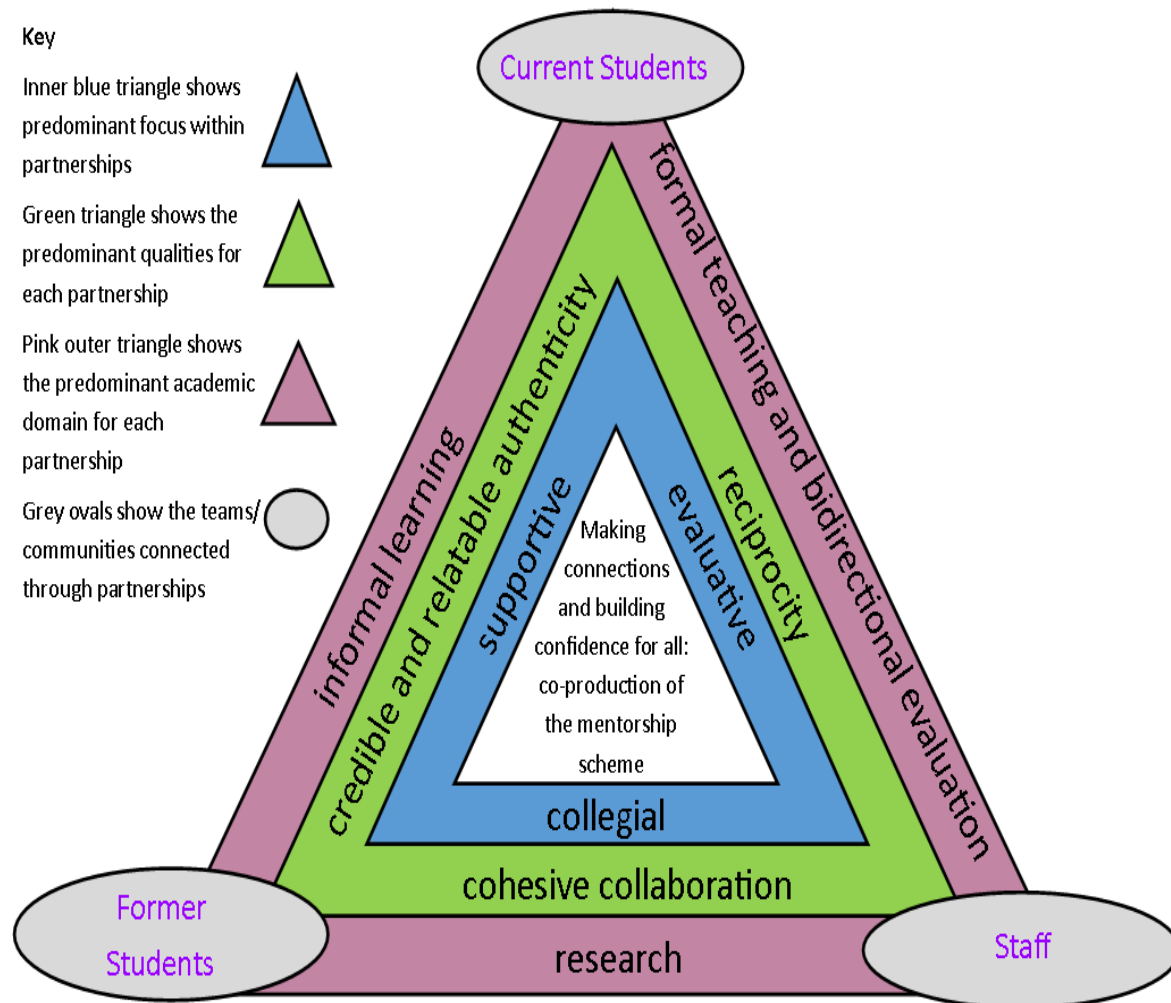 Key
Inner blue triangle shows
predominant focus within
partnerships
Green triangle shows the
predominant qualities for
each partnership
Pink outer triangle shows
the predominant academic
domain for each
partnership
Grey ovals show the teams/
communities connected
through partnerships
Current Students
informal learning
credible and relatable authenticity
supportive
Making
connections
and building
confidence for all:
co-production of
the mentorship
scheme
evaluative
reciprocity
formal teaching and bidirectional evaluation
collegial
cohesive collaboration
research
Former
Students
Staff